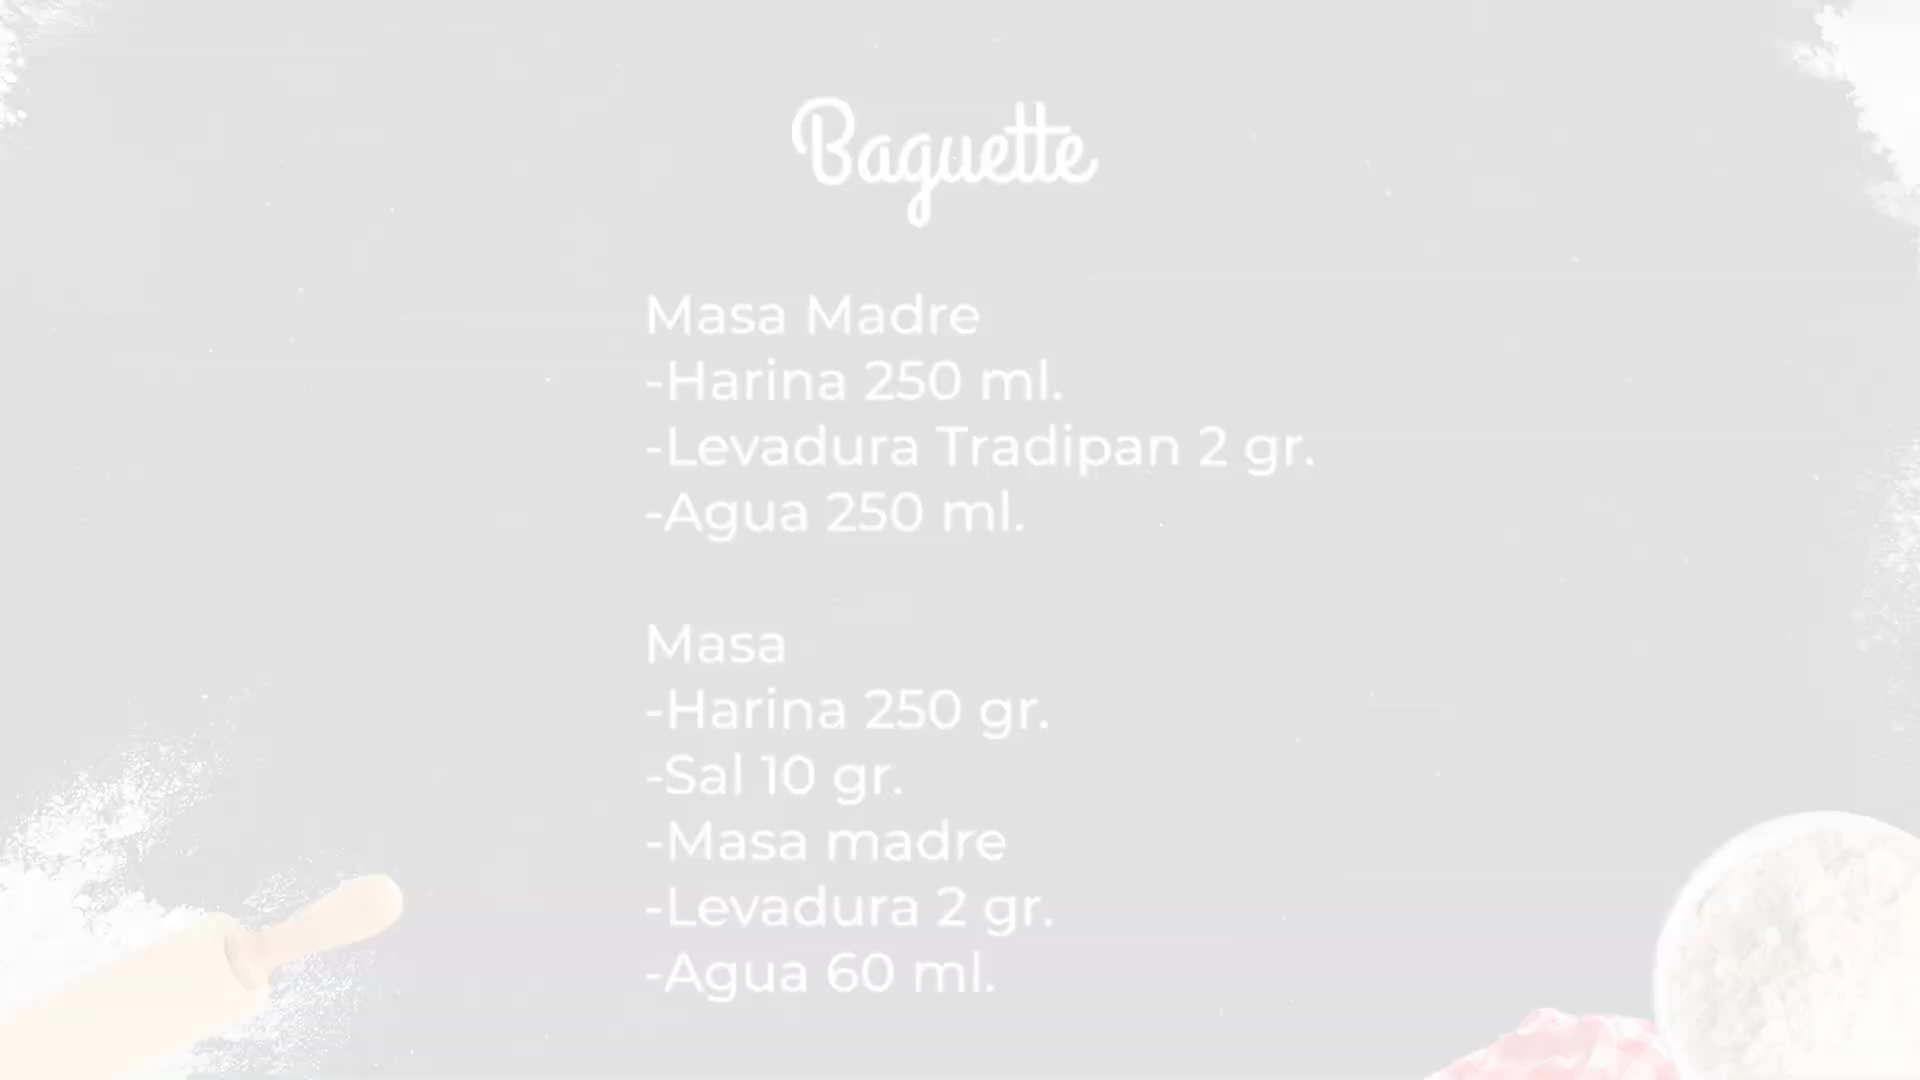 Baguette
Masa Madre
-Harina 250 ml.
-Levadura Tradipan 2 gr.
-Agua 250 ml.
Masa
-Harina 250 gr.
-Sal 10 gr.
-Masa madre
-Levadura 2 gr.
-Agua 60 ml.